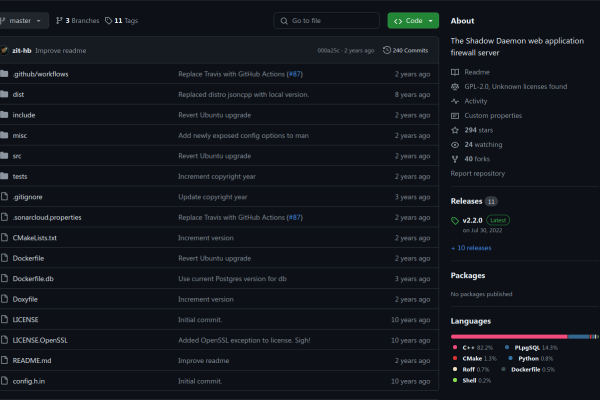 master 3 Branches 11 Tags Go to file Code
zit-hb Improve readme 000a25c · 2 years ago 240 Commits
.github/workflows Replace Travis with GitHub Actions (#87) 2 years ago
dist Replaced distro jsoncpp with local version. 8 years ago
include Revert Ubuntu upgrade 2 years ago
misc Add newly exposed config options to man 2 years ago
src Revert Ubuntu upgrade 2 years ago
tests Increment copyright year 2 years ago
.gitignore Update copyright year 3 years ago
.sonarcloud.properties Replace Travis with GitHub Actions (#87) 2 years ago
CMakeLists.txt Increment version 2 years ago
Dockerfile Revert Ubuntu upgrade 2 years ago
Dockerfile.db Use current Postgres version for db 3 years ago
Doxyfile Increment version 2 years ago
LICENSE Initial commit. 10 years ago
LICENSE.OpenSSL Added OpenSSL exception to license. Sigh! 10 years ago
README.md Improve readme 2 years ago
config.h.in Initial commit. 10 years ago
About
The Shadow Daemon web application
firewall server
Readme
GPL-2.0, Unknown licenses found
Activity
Custom properties
294 stars
24 watching
40 forks
Report repository
Releases 11
v2.2.0 Latest
on Jul 30, 2022
+ 10 releases
Packages
No packages published
Languages
C++ 82.2% PLpgSQL 14.3%
CMake 1.3% Python 0.8%
Roff 0.7% Dockerfile 0.5%
Shell 0.2%